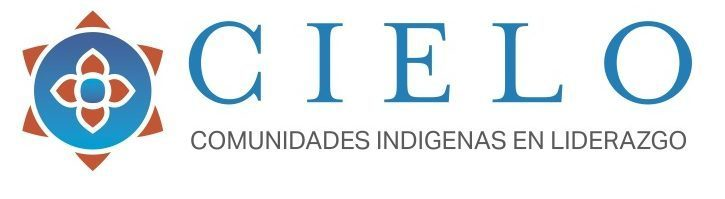 CIELO
COMUNIDADES INDIGENAS EN LIDERAZGO